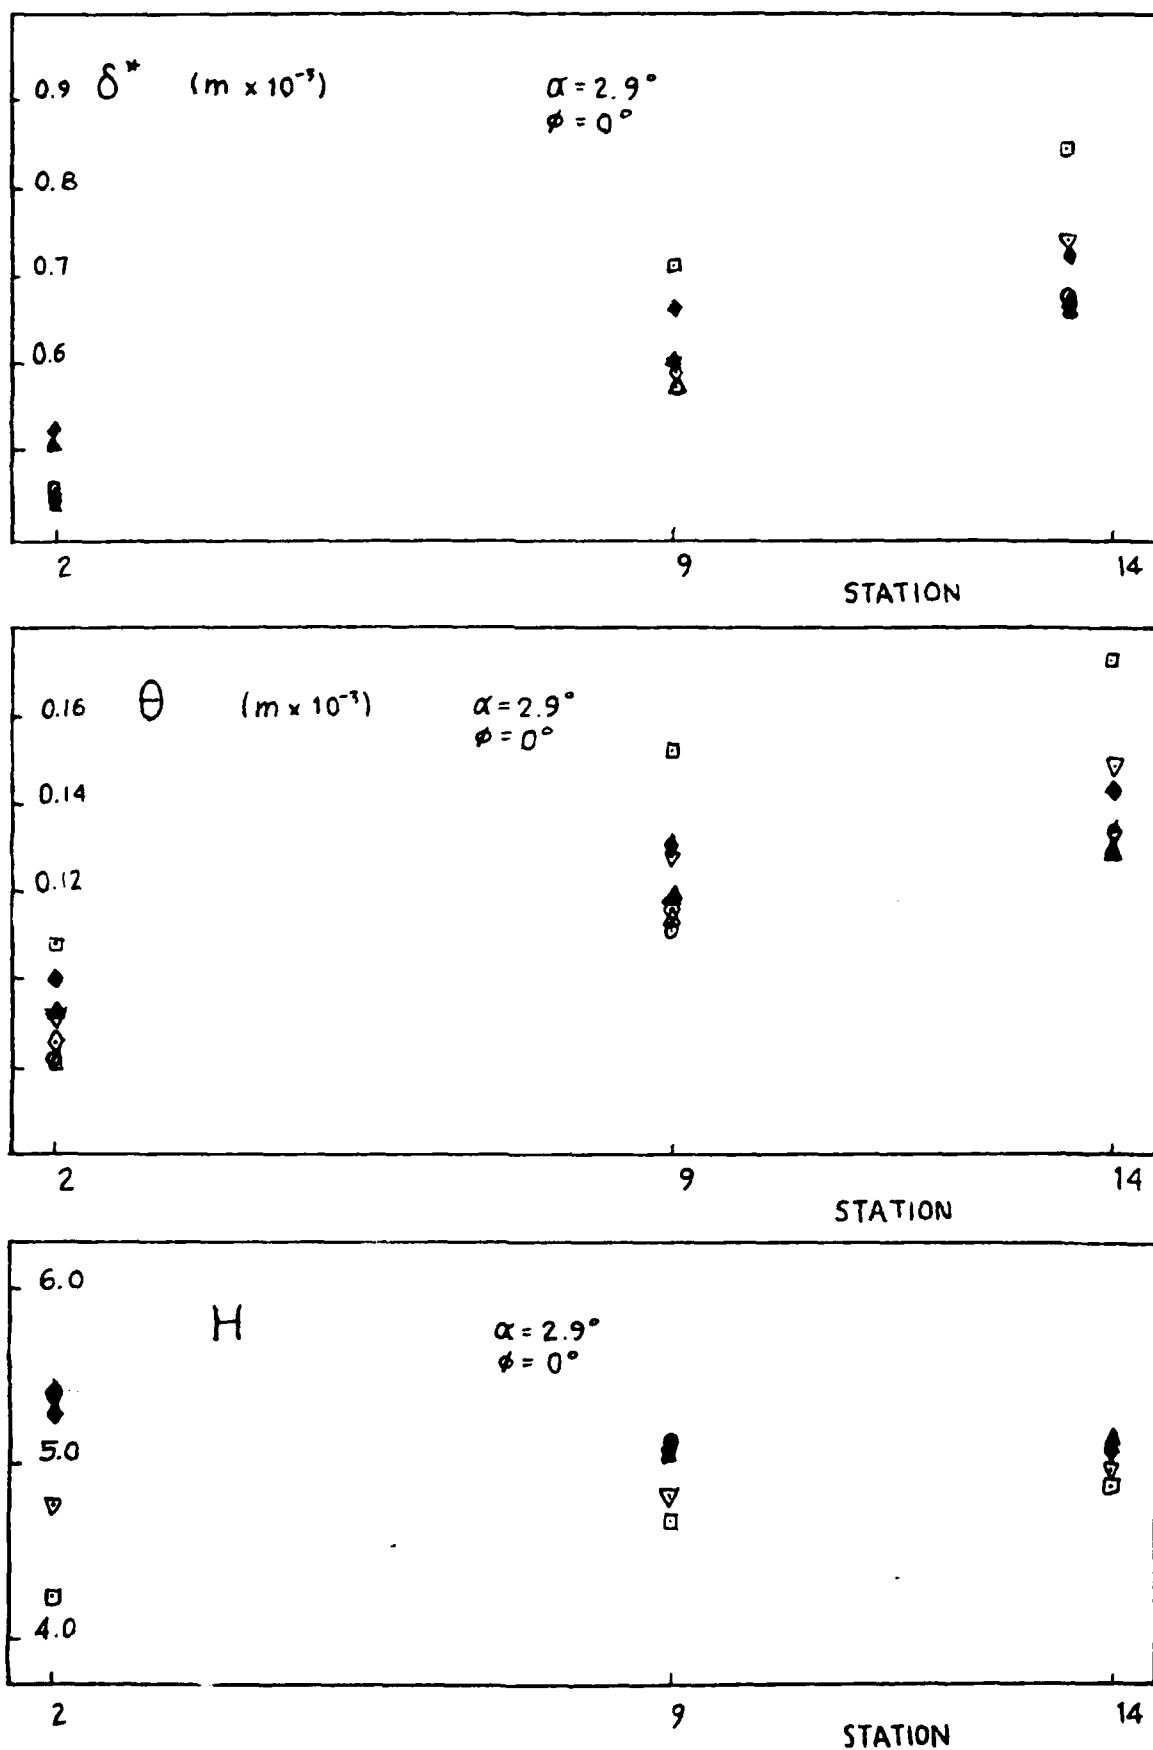 0.9 δ* (m x 10⁻³) α = 2.9°
ϕ = 0°
0.8
0.7
0.6
2 9 14
STATION
0.16 θ (m x 10⁻³) α = 2.9°
ϕ = 0°
0.14
0.12
2 9 14
STATION
6.0
H α = 2.9°
ϕ = 0°
5.0
4.0
2 9 14
STATION